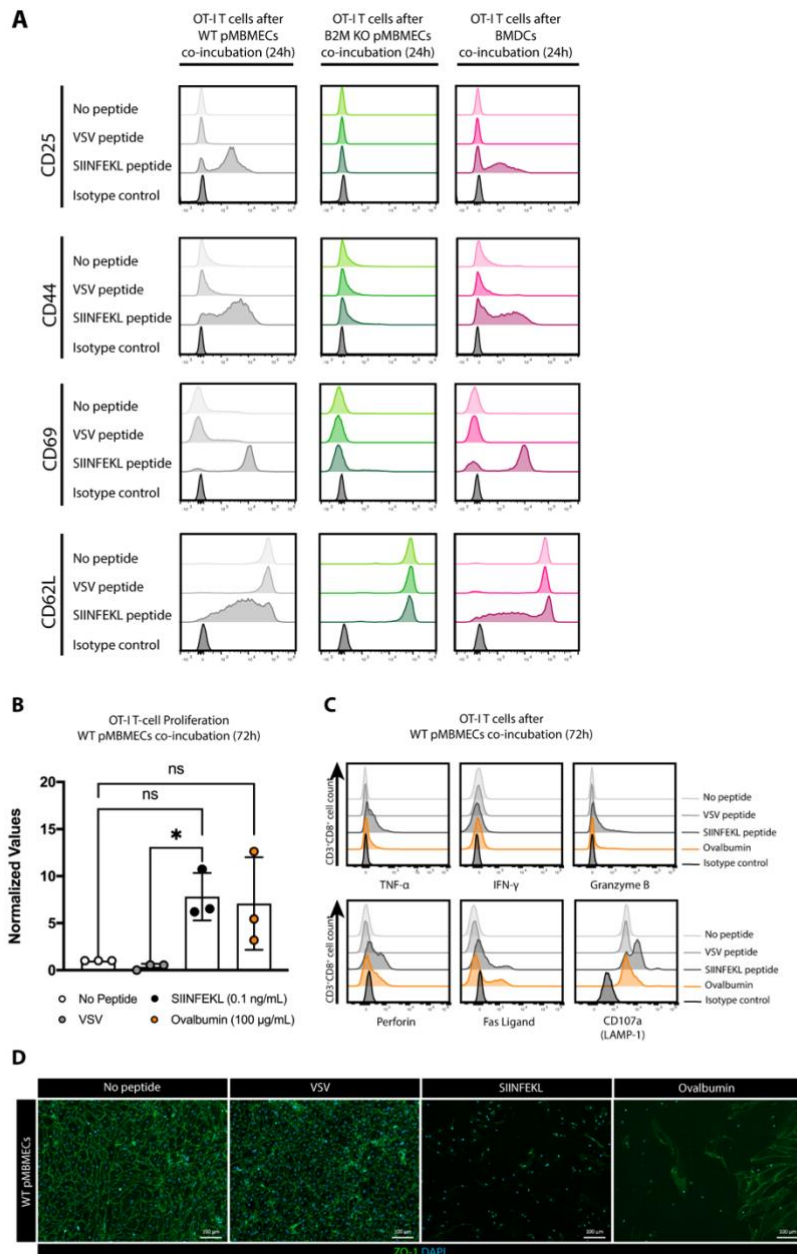 A
OT-I T cells after
WT pMBMECs
co-incubation (24h)
OT-I T cells after
B2M KO pMBMECs
co-incubation (24h)
OT-I T cells after
BMDCs
co-incubation (24h)
CD25
No peptide
VSV peptide
SIINFEKL peptide
Isotype control
CD44
No peptide
VSV peptide
SIINFEKL peptide
Isotype control
CD69
No peptide
VSV peptide
SIINFEKL peptide
Isotype control
CD62L
No peptide
VSV peptide
SIINFEKL peptide
Isotype control
B
OT-I T-cell Proliferation
WT pMBMECs co-incubation (72h)
Normalized Values
20
15
10
5
0
ns
ns
*
No Peptide
SIINFEKL (0.1 ng/mL)
VSV
Ovalbumin (100 µg/mL)
C
OT-I T cells after
WT pMBMECs co-incubation (72h)
CD3+CD8+ cell count
No peptide
VSV peptide
SIINFEKL peptide
Ovalbumin
Isotype control
TNF-α
IFN-γ
Granzyme B
CD3+CD8+ cell count
No peptide
VSV peptide
SIINFEKL peptide
Ovalbumin
Isotype control
Perforin
Fas Ligand
CD107a
(LAMP-1)
D
No peptide
VSV
SIINFEKL
Ovalbumin
WT pMBMECs
ZO-1 DAPI